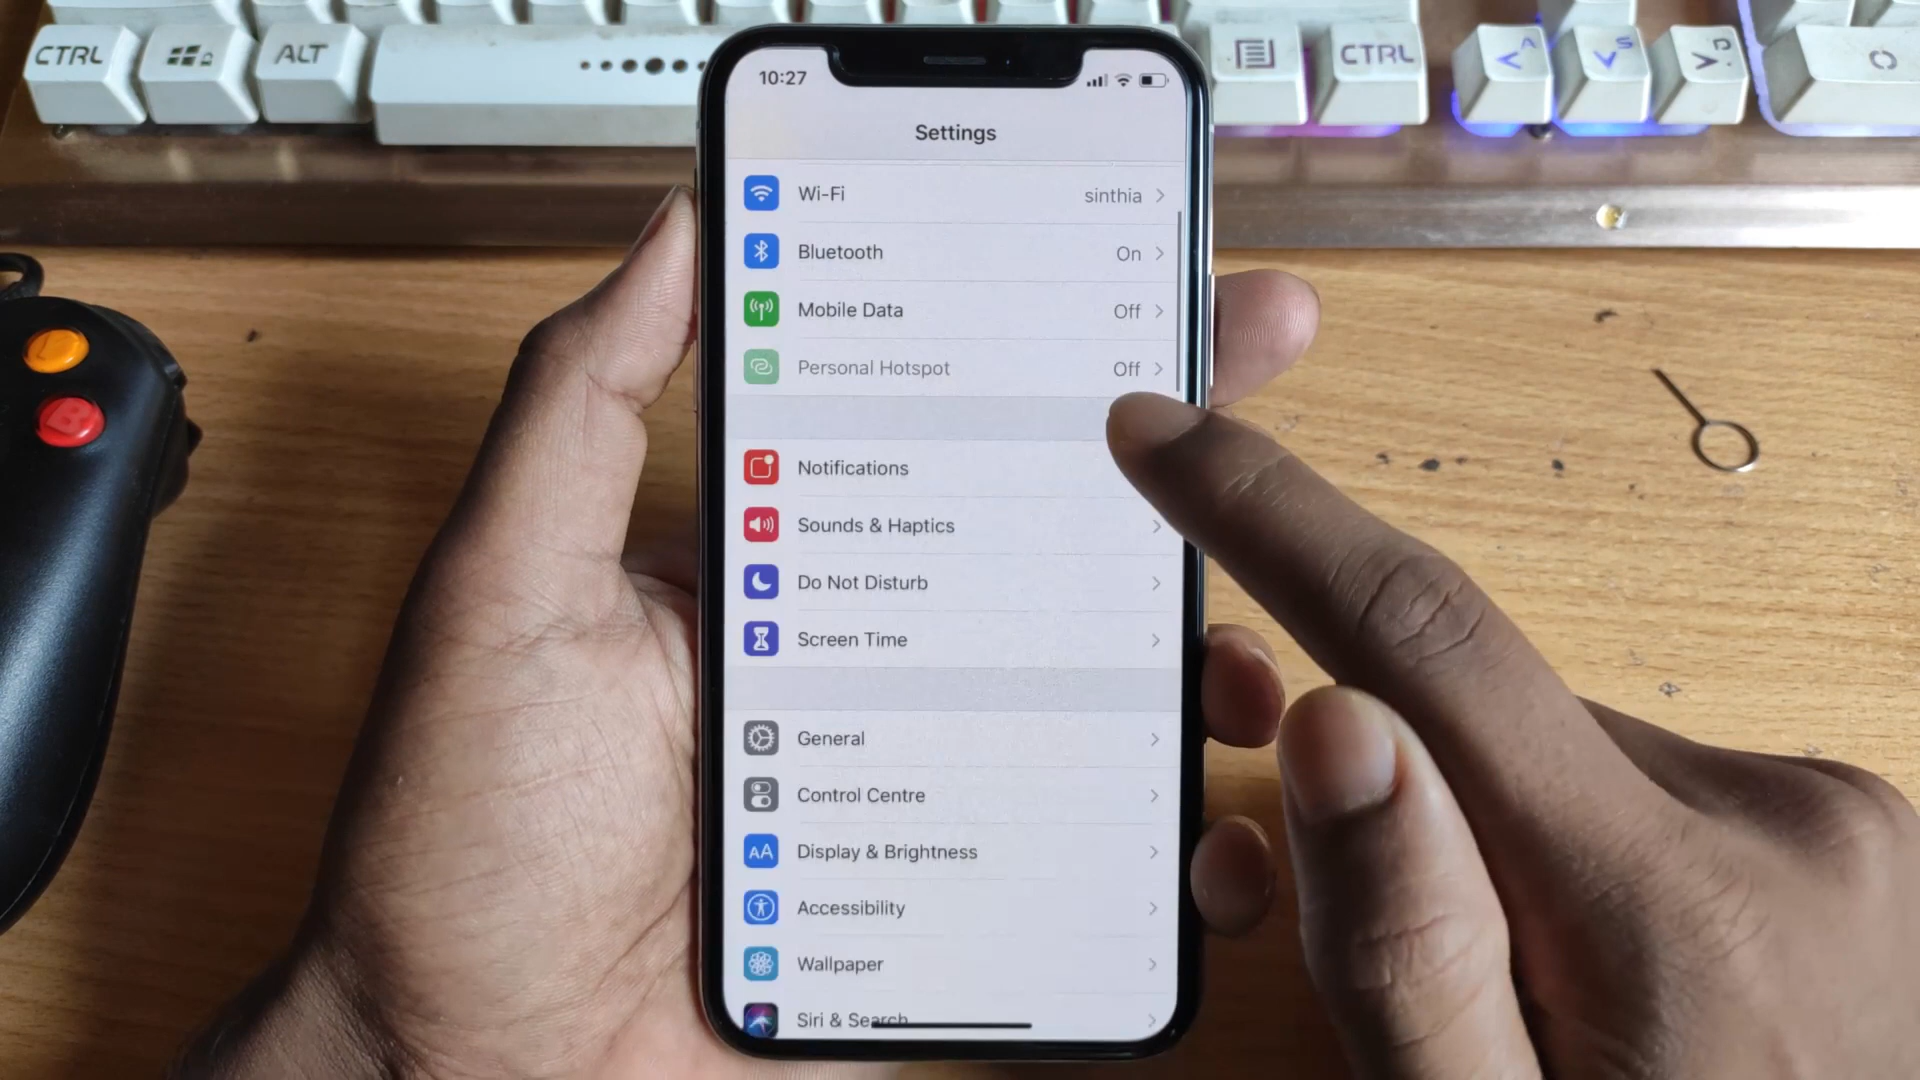 CTRL
ALT
CTRL
A
S
D
10:27
Settings
Wi-Fi sinthia
Bluetooth On
Mobile Data Off
Personal Hotspot Off
Notifications
Sounds & Haptics
Do Not Disturb
Screen Time
General
Control Centre
AA Display & Brightness
Accessibility
Wallpaper
Siri & Search
B